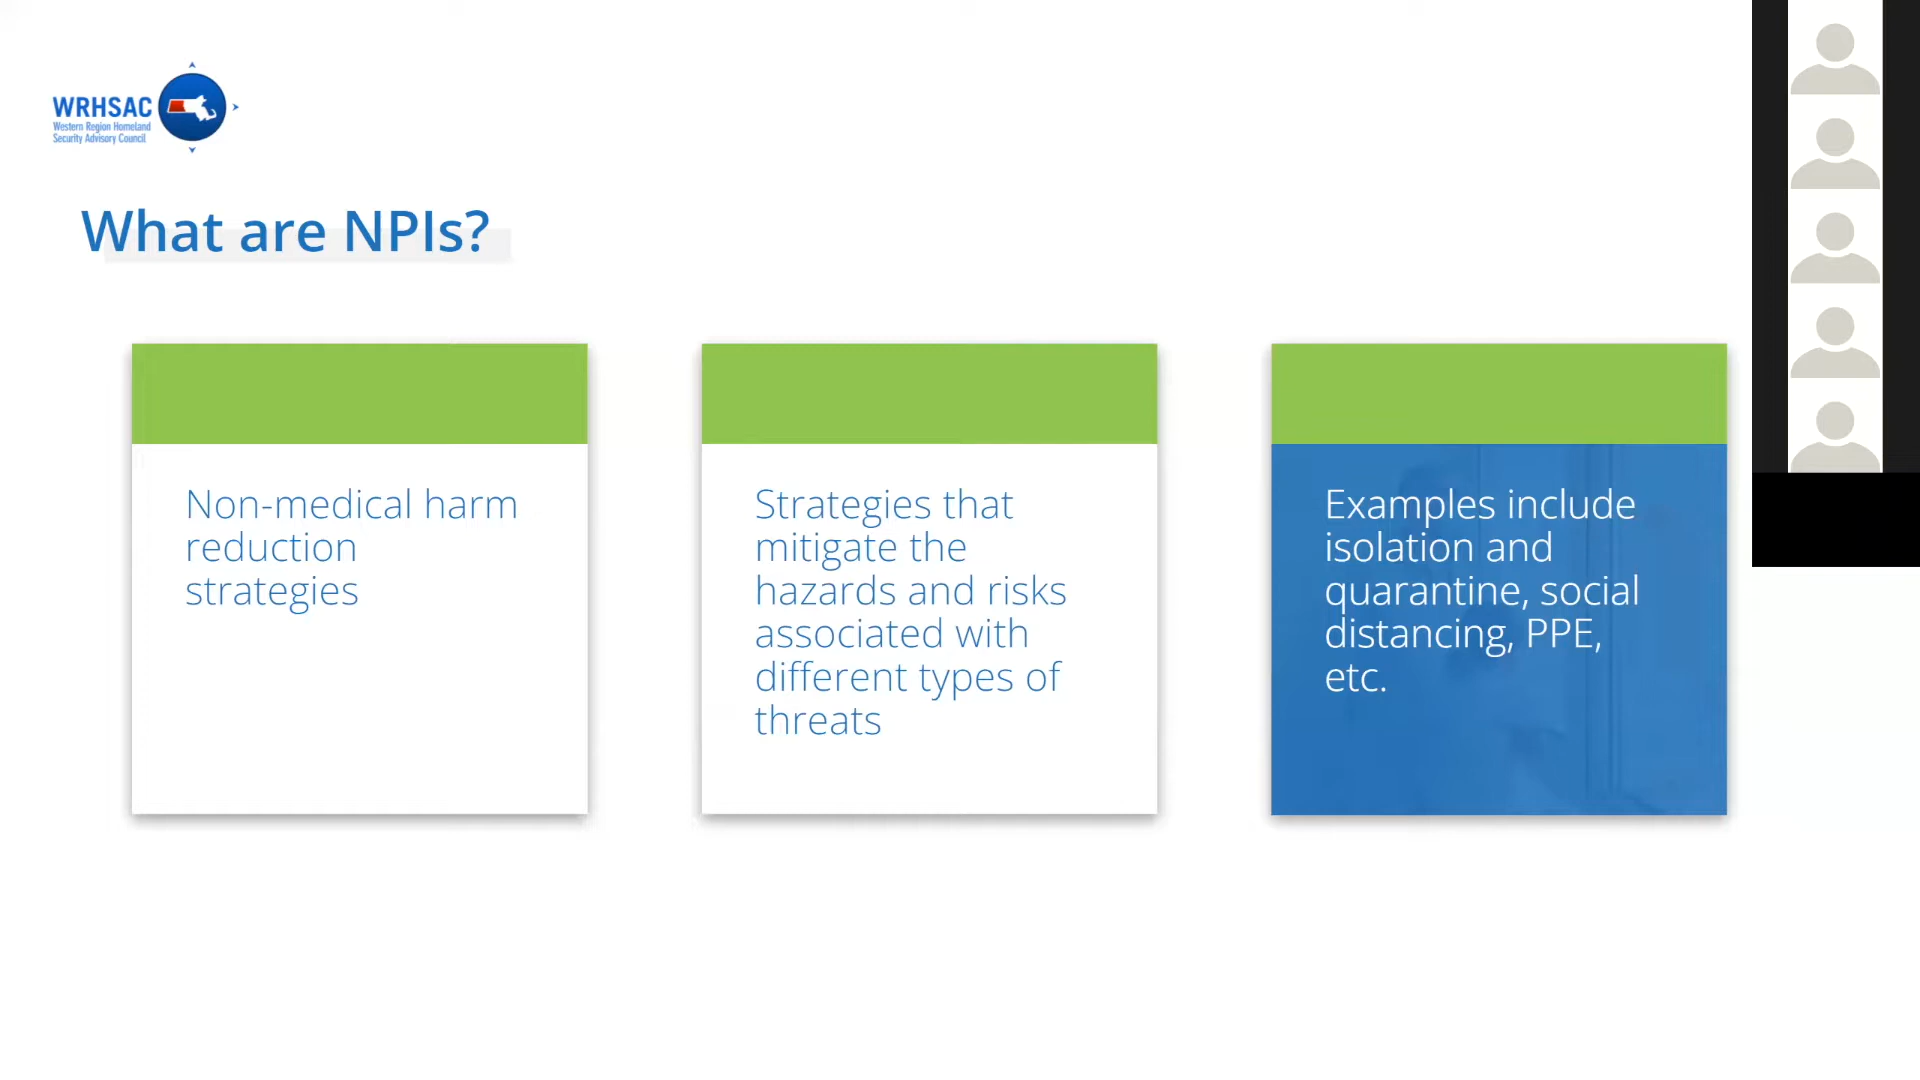 WRHSAC
Western Region Homeland
Security Advisory Council
What are NPIs?
Non-medical harm
reduction
strategies
Strategies that
mitigate the
hazards and risks
associated with
different types of
threats
Examples include
isolation and
quarantine, social
distancing, PPE,
etc.